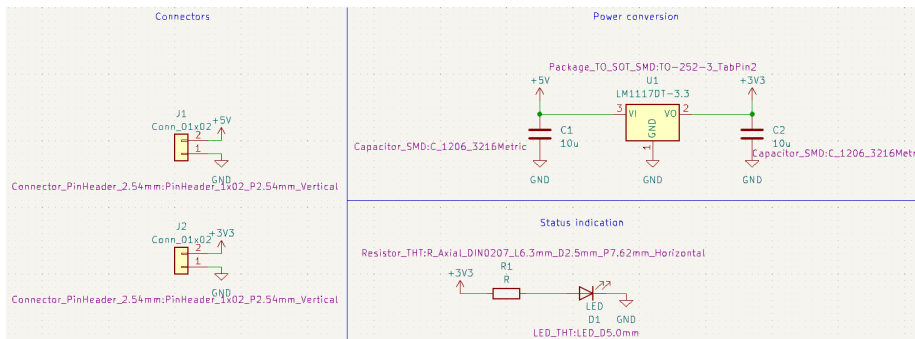 Connectors
J1
Conn_01x02
+5V
2
1
GND
Connector_PinHeader_2.54mm:PinHeader_1x02_P2.54mm_Vertical
J2
Conn_01x02
+3V3
2
1
GND
Connector_PinHeader_2.54mm:PinHeader_1x02_P2.54mm_Vertical
Power conversion
Package_TO_SOT_SMD:TO-252-3_TabPin2
+5V
U1
LM1117DT-3.3
+3V3
3 VI VO 2
GND
1
C1
10u
Capacitor_SMD:C_1206_3216Metric
GND
GND
C2
10u
Capacitor_SMD:C_1206_3216Metr
GND
Status indication
Resistor_THT:R_Axial_DIN0207_L6.3mm_D2.5mm_P7.62mm_Horizontal
+3V3
R1
R
LED
D1
GND
LED_THT:LED_D5.0mm